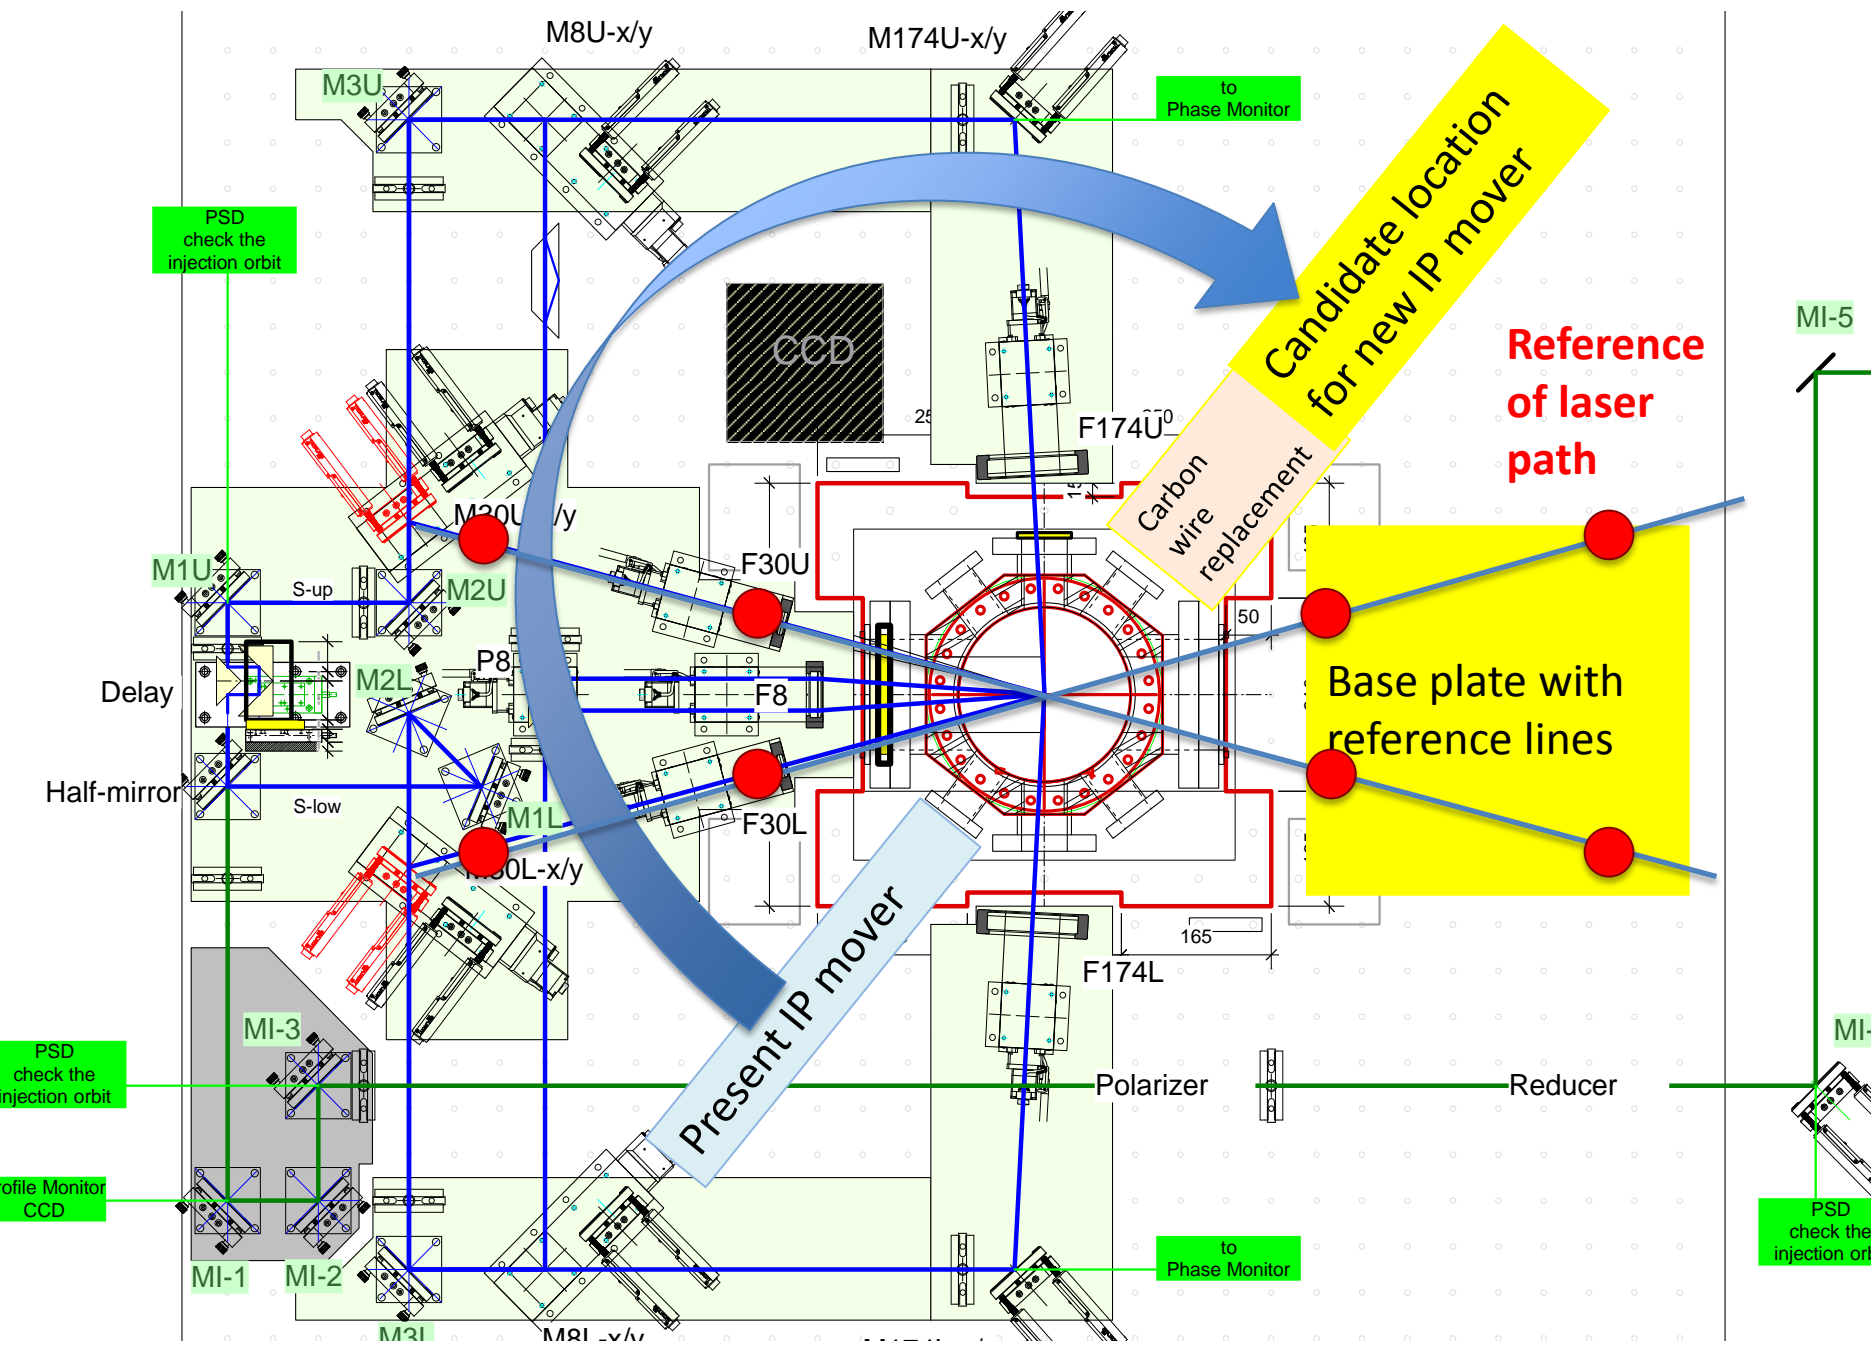 M8U-x/y
M174U-x/y
M3U
to
Phase Monitor
PSD
check the
injection orbit
CCD
Candidate location
for new IP mover
Carbon
wire
replacement
Reference
of laser
path
MI-5
F174U
M1U
S-up
M2U
F30U
50
P8
M2L
F8
Delay
Half-mirror
S-low
M1L
F30L
Base plate with
reference lines
165
F174L
Present IP mover
MI-3
PSD
check the
injection orbit
Polarizer
Reducer
CCD
MI-1
MI-2
to
Phase Monitor
PSD
check the
M3L
M8L-x/y